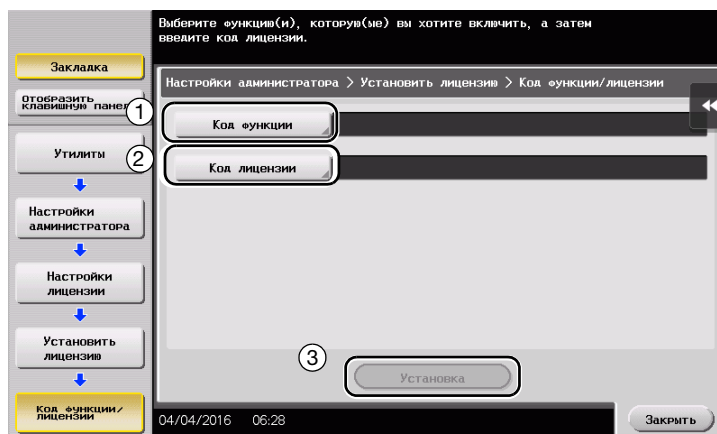 Выберите функцию(и), которую(ые) вы хотите включить, а затем
введите код лицензии.
Закладка
Отобразить
клавишную панель
Настройки администратора > Установить лицензию > Код функции/лицензии
1
Код функции
2
Код лицензии
Утилиты
Настройки
администратора
Настройки
лицензии
Установить
лицензию
Код функции/
лицензии
3
Установка
04/04/2016 06:28
Закрыть